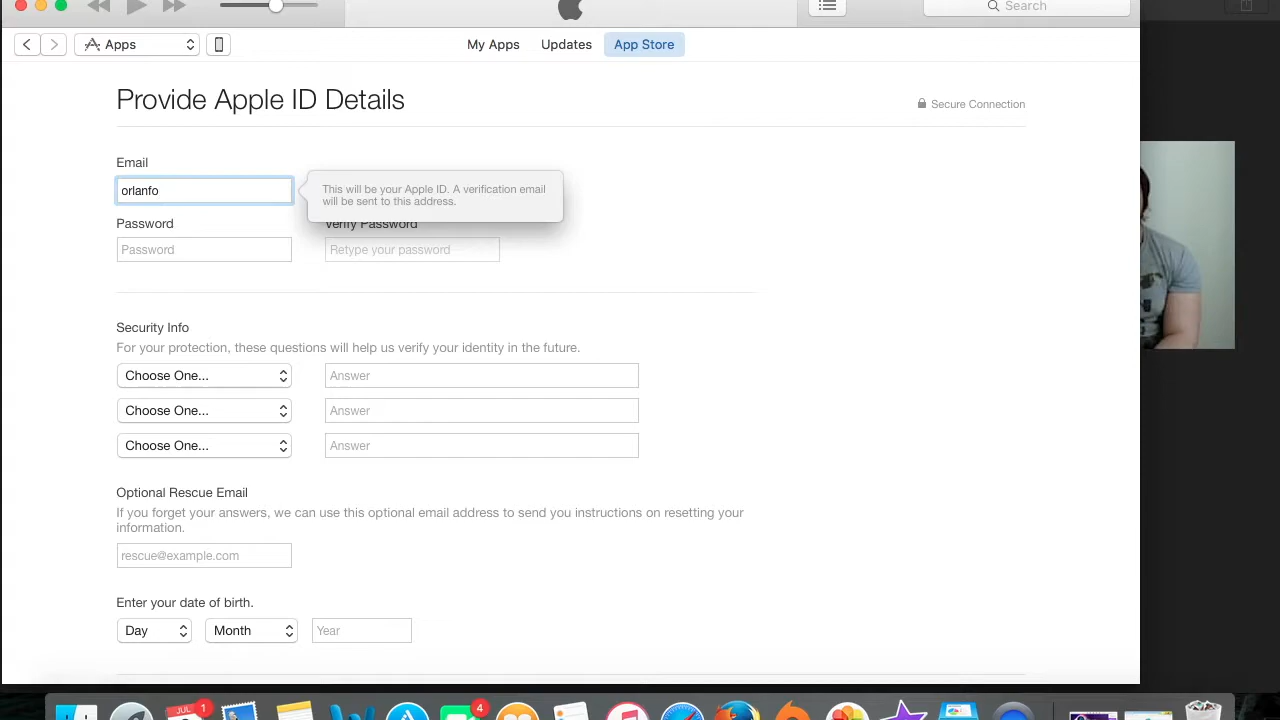 Search
Apps
My Apps
Updates
App Store
Provide Apple ID Details
Secure Connection
Email
orlanfo
This will be your Apple ID. A verification email
will be sent to this address.
Password
Verify Password
Password
Retype your password
Security Info
For your protection, these questions will help us verify your identity in the future.
Choose One...
Answer
Choose One...
Answer
Choose One...
Answer
Optional Rescue Email
If you forget your answers, we can use this optional email address to send you instructions on resetting your
information.
rescue@example.com
Enter your date of birth.
Day
Month
Year
JUL
1
4